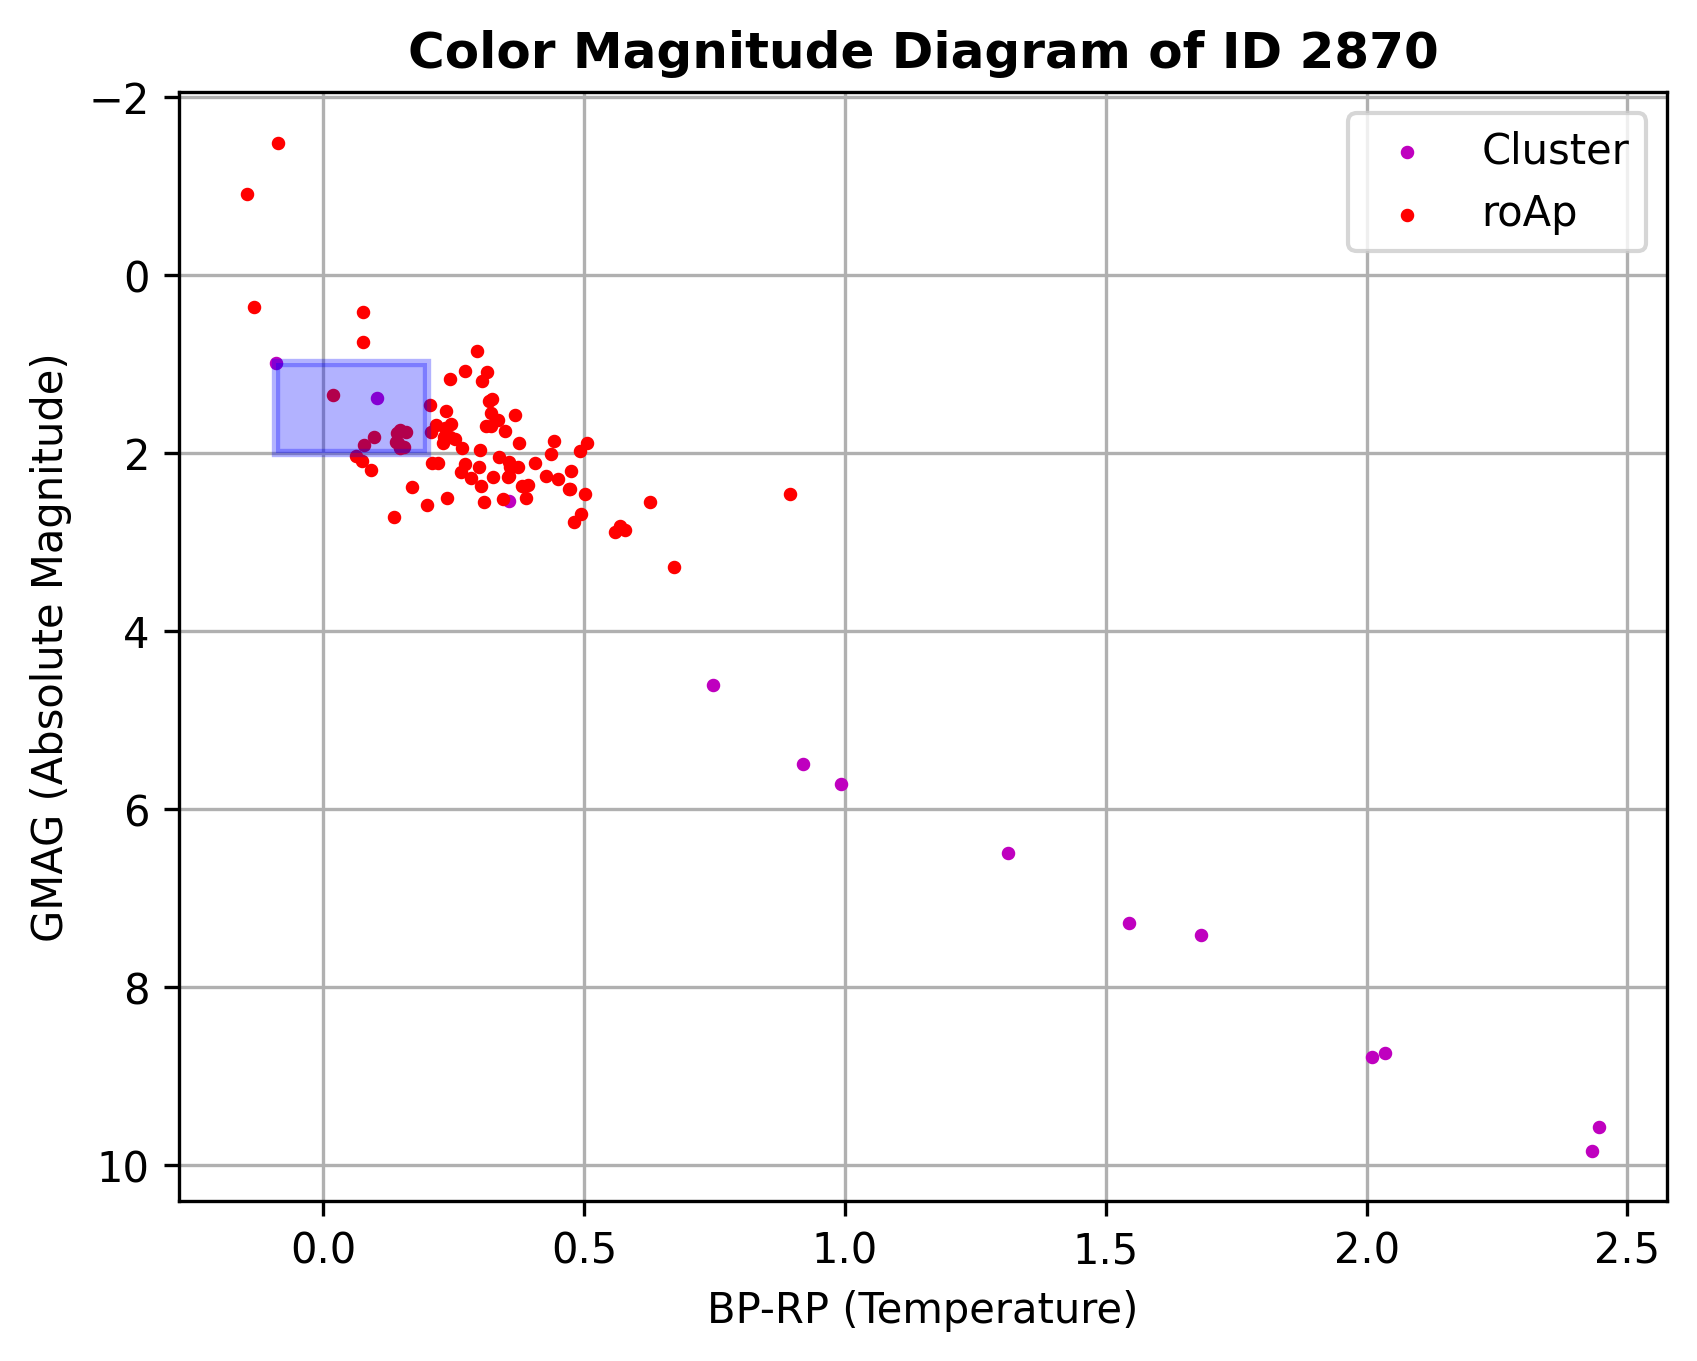 Color Magnitude Diagram of ID 2870
−2
0
2
4
6
8
10
GMAG (Absolute Magnitude)
Cluster
roAp
0.0
0.5
1.0
1.5
2.0
2.5
BP-RP (Temperature)